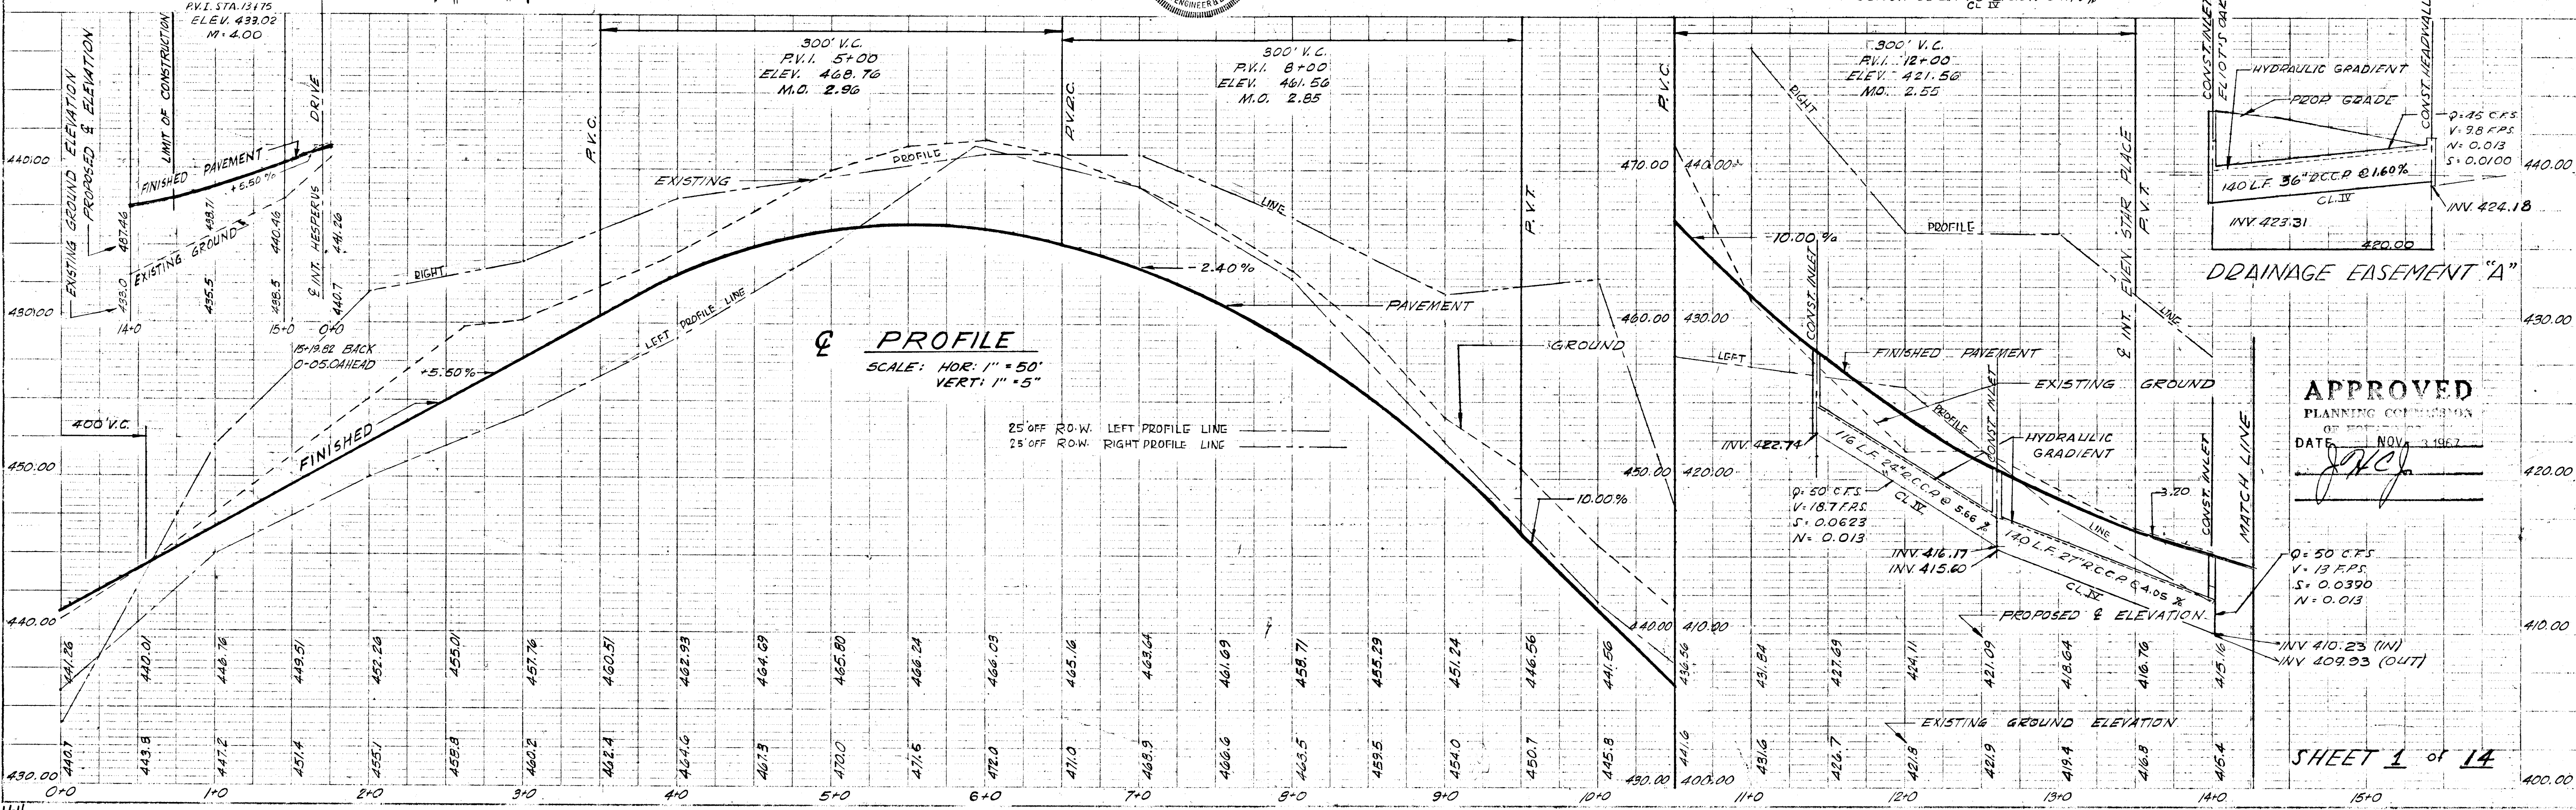 P.V.I. STA. 13+75
ELEV. 433.02
M = 4.00
EXISTING GROUND ELEVATION
PROPOSED ℄ ELEVATION
LIMIT OF CONSTRUCTION
FINISHED PAVEMENT
+5.50 %
EXISTING GROUND
℄ INT. HESPERUS DRIVE
437.46
438.71
440.46
441.26
433.0
435.5
438.5
440.7
14+0
15+0
0+0
15+19.82 BACK
0-05.0 AHEAD
400' V.C.
440.00
430.00
450.00
440.00
430.00
P.V.C.
300' V.C.
P.V.I. 5+00
ELEV. 468.76
M.O. 2.96
P.V.R.C.
300' V.C.
P.V.I. 8+00
ELEV. 461.56
M.O. 2.85
P.V.T.
P.V.C.
300' V.C.
P.V.I. 12+00
ELEV. 421.56
M.O. 2.55
CL IV
EXISTING
PROFILE
LINE
RIGHT
LEFT PROFILE LINE
+5.50%
FINISHED
-2.40%
PAVEMENT
GROUND
10.00%
℄ PROFILE
SCALE: HOR: 1" = 50'
VERT: 1" = 5"
25' OFF R.O.W. LEFT PROFILE LINE
25' OFF R.O.W. RIGHT PROFILE LINE
470.00 440.00
460.00 430.00
450.00 420.00
440.00 410.00
430.00 400.00
RIGHT
PROFILE
LINE
-10.00 %
CONST. INLET
LEFT
PROFILE
LINE
FINISHED PAVEMENT
EXISTING GROUND
CONST. INLET
HYDRAULIC
GRADIENT
INV. 422.74
116 L.F. 24" R.C.C.P. @ 5.66 %
CL. IV
Q = 50 C.F.S.
V = 18.7 F.P.S.
S = 0.0623
N = 0.013
INV. 416.17
INV. 415.60
140 L.F. 27" R.C.C.P. @ 4.05 %
CL. IV
3.20
℄ INT. EVEN STAR PLACE
P.V.T.
CONST. INLET
MATCH LINE
Q = 50 C.F.S.
V = 13 F.P.S.
S = 0.0390
N = 0.013
PROPOSED ℄ ELEVATION
INV 410.23 (IN)
INV 409.93 (OUT)
EXISTING GROUND ELEVATION
CONST. INLET
CONST. HEADWALL
HYDRAULIC GRADIENT
PROP. GRADE
Q = 45 C.F.S.
V = 9.8 F.P.S.
N = 0.013
S = 0.0100
140 L.F. 36" R.C.C.P. @ 1.60%
CL. IV
INV. 423.31
INV. 424.18
420.00
DRAINAGE EASEMENT "A"
440.00
430.00
420.00
410.00
400.00
APPROVED
PLANNING COMMISSION
DATE NOV 3 1967
441.26 440.01 446.76 449.51 452.26 455.01 457.76 460.51 462.93 464.69 465.80 466.24 466.03 465.16 463.64 461.69 458.71 455.29 451.24 446.56 441.56 436.56 431.84 427.69 424.11 421.09 418.64 416.76 415.16
440.7 443.8 447.2 451.4 455.1 458.8 460.2 462.4 464.6 467.3 470.0 471.5 472.0 471.0 468.9 466.6 463.5 459.5 454.0 450.7 445.8 441.6 431.6 426.7 421.8 421.9 419.4 416.8 415.4
SHEET 1 of 14
0+0 1+0 2+0 3+0 4+0 5+0 6+0 7+0 8+0 9+0 10+0 11+0 12+0 13+0 14+0 15+0